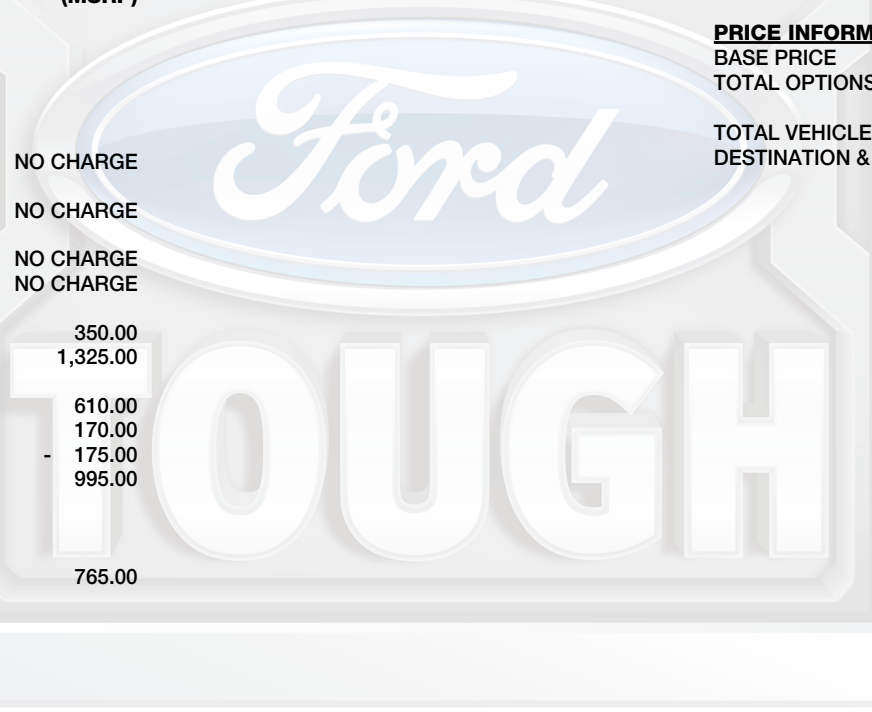 (MSRP)
NO CHARGE
NO CHARGE
NO CHARGE
NO CHARGE
350.00
1,325.00
610.00
170.00
- 175.00
995.00
765.00
PRICE INFORM
BASE PRICE
TOTAL OPTIONS
TOTAL VEHICLE
DESTINATION &
Ford
TOUGH